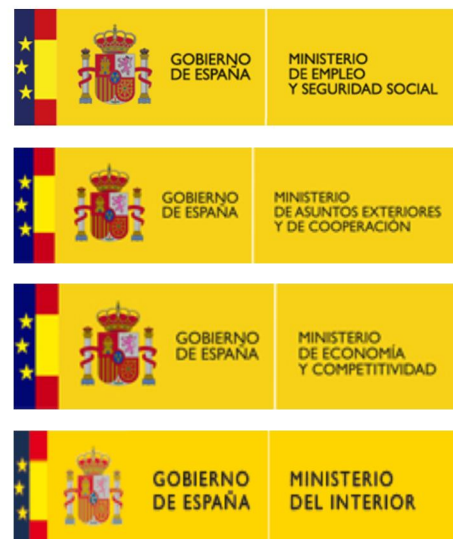 GOBIERNO
DE ESPAÑA
MINISTERIO
DE EMPLEO
Y SEGURIDAD SOCIAL
GOBIERNO
DE ESPAÑA
MINISTERIO
DE ASUNTOS EXTERIORES
Y DE COOPERACIÓN
GOBIERNO
DE ESPAÑA
MINISTERIO
DE ECONOMÍA
Y COMPETITIVIDAD
GOBIERNO
DE ESPAÑA
MINISTERIO
DEL INTERIOR